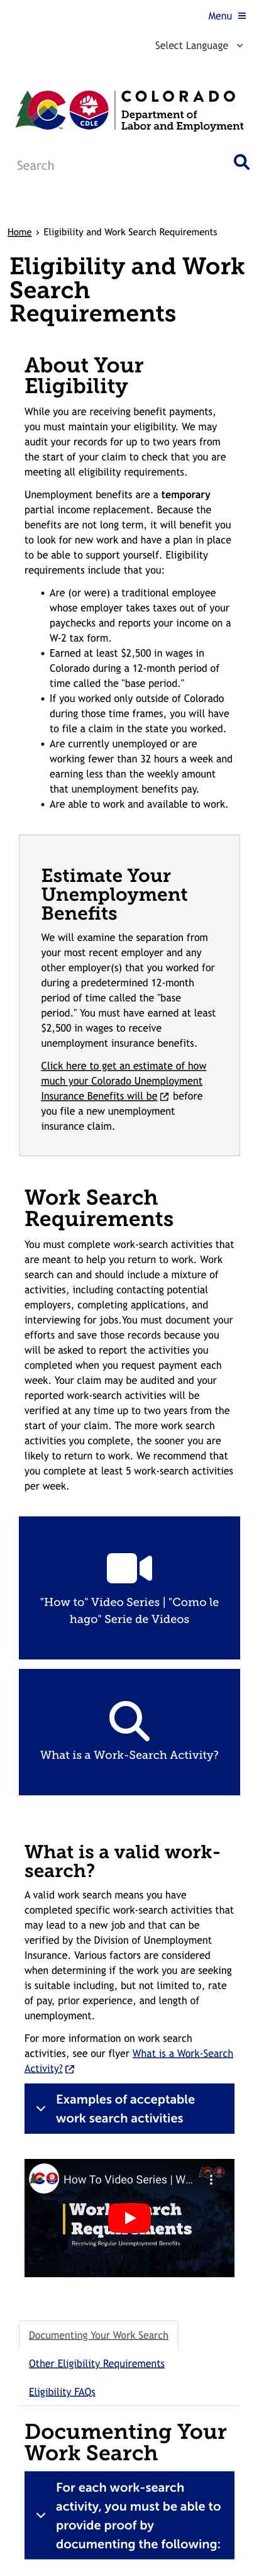 Menu
Select Language
COLORADO
CDLE
Department of
Labor and Employment
Search
Home › Eligibility and Work Search Requirements
Eligibility and Work
Search
Requirements
About Your
Eligibility
While you are receiving benefit payments,
you must maintain your eligibility. We may
audit your records for up to two years from
the start of your claim to check that you are
meeting all eligibility requirements.
Unemployment benefits are a temporary
partial income replacement. Because the
benefits are not long term, it will benefit you
to look for new work and have a plan in place
to be able to support yourself. Eligibility
requirements include that you:
• Are (or were) a traditional employee
whose employer takes taxes out of your
paychecks and reports your income on a
W-2 tax form.
• Earned at least $2,500 in wages in
Colorado during a 12-month period of
time called the "base period."
• If you worked only outside of Colorado
during those time frames, you will have
to file a claim in the state you worked.
• Are currently unemployed or are
working fewer than 32 hours a week and
earning less than the weekly amount
that unemployment benefits pay.
• Are able to work and available to work.
Estimate Your
Unemployment
Benefits
We will examine the separation from
your most recent employer and any
other employer(s) that you worked for
during a predetermined 12-month
period of time called the "base
period." You must have earned at least
$2,500 in wages to receive
unemployment insurance benefits.
Click here to get an estimate of how
much your Colorado Unemployment
Insurance Benefits will be before
you file a new unemployment
insurance claim.
Work Search
Requirements
You must complete work-search activities that
are meant to help you return to work. Work
search can and should include a mixture of
activities, including contacting potential
employers, completing applications, and
interviewing for jobs.You must document your
efforts and save those records because you
will be asked to report the activities you
completed when you request payment each
week. Your claim may be audited and your
reported work-search activities will be
verified at any time up to two years from the
start of your claim. The more work search
activities you complete, the sooner you are
likely to return to work. We recommend that
you complete at least 5 work-search activities
per week.
"How to" Video Series | "Como le
hago" Serie de Videos
What is a Work-Search Activity?
What is a valid work-
search?
A valid work search means you have
completed specific work-search activities that
may lead to a new job and that can be
verified by the Division of Unemployment
Insurance. Various factors are considered
when determining if the work you are seeking
is suitable including, but not limited to, rate
of pay, prior experience, and length of
unemployment.
For more information on work search
activities, see our flyer What is a Work-Search
Activity?
Examples of acceptable
work search activities
How To Video Series | W...
Work Search
Requirements
Receiving Regular Unemployment Benefits
Documenting Your Work Search
Other Eligibility Requirements
Eligibility FAQs
Documenting Your
Work Search
For each work-search
activity, you must be able to
provide proof by
documenting the following: